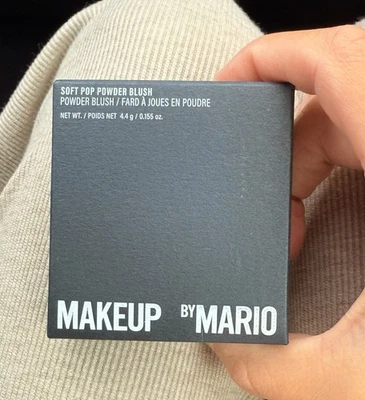 SOFT POP POWDER BLUSH
POWDER BLUSH / FARD À JOUES EN POUDRE
NET WT. / POIDS NET 4.4 g / 0.155 oz.
MAKEUP BY MARIO